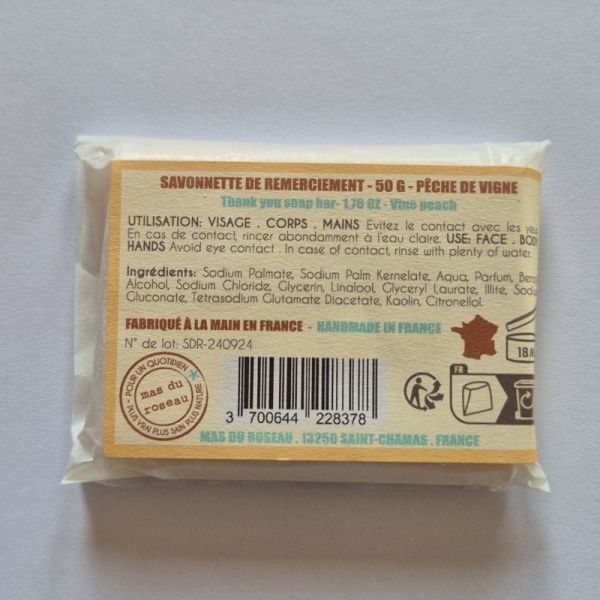 SAVONNETTE DE REMERCIEMENT - 50 G - PÊCHE DE VIGNE
Thank you soap bar- 1,76 OZ - Vine peach
UTILISATION: VISAGE . CORPS . MAINS Evitez le contact avec les yeux
En cas de contact, rincer abondamment à l'eau claire. USE: FACE . BODY
HANDS Avoid eye contact . In case of contact, rinse with plenty of water.
Ingrédients: Sodium Palmate, Sodium Palm Kernelate, Aqua, Parfum,
Alcohol, Sodium Chloride, Glycerin, Linalool, Glyceryl Laurate, Illite,
Gluconate, Tetrasodium Glutamate Diacetate, Kaolin, Citronellol.
FABRIQUÉ À LA MAIN EN FRANCE - HANDMADE IN FRANCE
N° de lot: SDR-240924
18M
FR
- POUR UN QUOTIDIEN -
mas du
roseau
PLUS VRAI PLUS SAIN PLUS NATURE
3 700644 228378
MAS DU ROSEAU . 13250 SAINT-CHAMAS . FRANCE